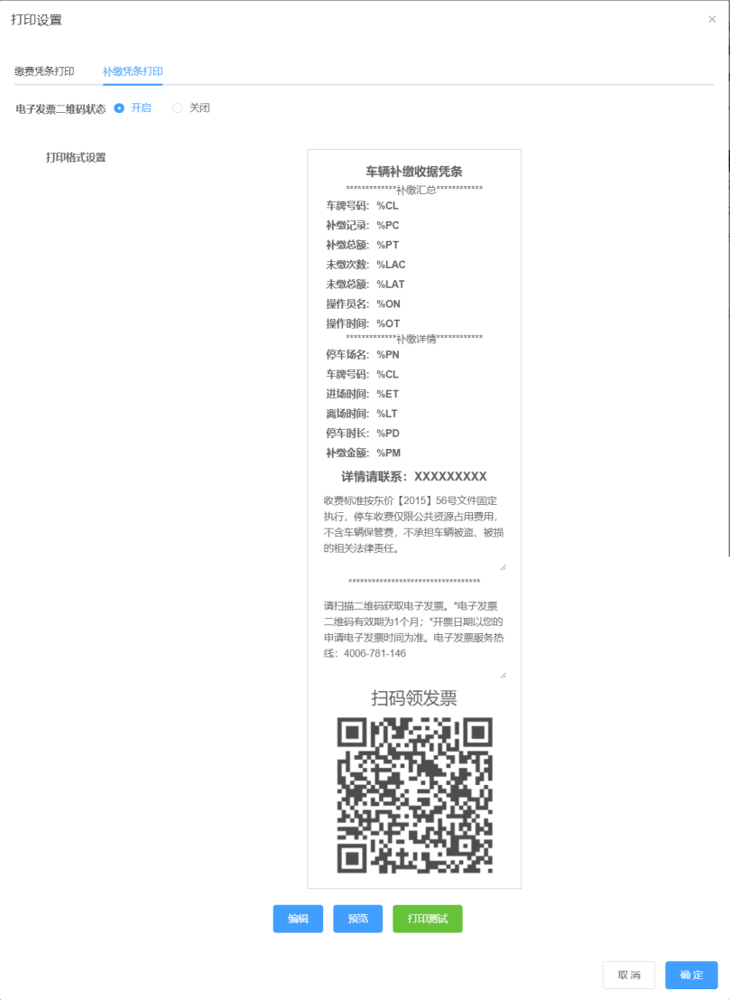 打印设置
缴费凭条打印 补缴凭条打印
电子发票二维码状态 开启 关闭
打印格式设置
车辆补缴收据凭条
*************补缴汇总************
车牌号码: %CL
补缴记录: %PC
补缴总额: %PT
未缴次数: %LAC
未缴总额: %LAT
操作员名: %ON
操作时间: %OT
*************补缴详情************
停车场名: %PN
车牌号码: %CL
进场时间: %ET
离场时间: %LT
停车时长: %PD
补缴金额: %PM
详情请联系：XXXXXXXXX
收费标准按东价【2015】56号文件固定
执行，停车收费仅限公共资源占用费用，
不含车辆保管费，不承担车辆被盗、被损
的相关法律责任。
**********************************
请扫描二维码获取电子发票。*电子发票
二维码有效期为1个月；*开票日期以您的
申请电子发票时间为准。电子发票服务热
线：4006-781-146
扫码领发票
编辑 预览 打印测试
取消 确定